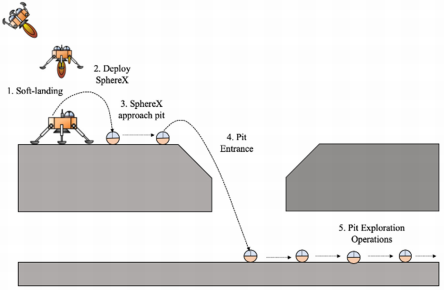 1. Soft-landing
2. Deploy
SphereX
3. SphereX
approach pit
4. Pit
Entrance
5. Pit Exploration
Operations